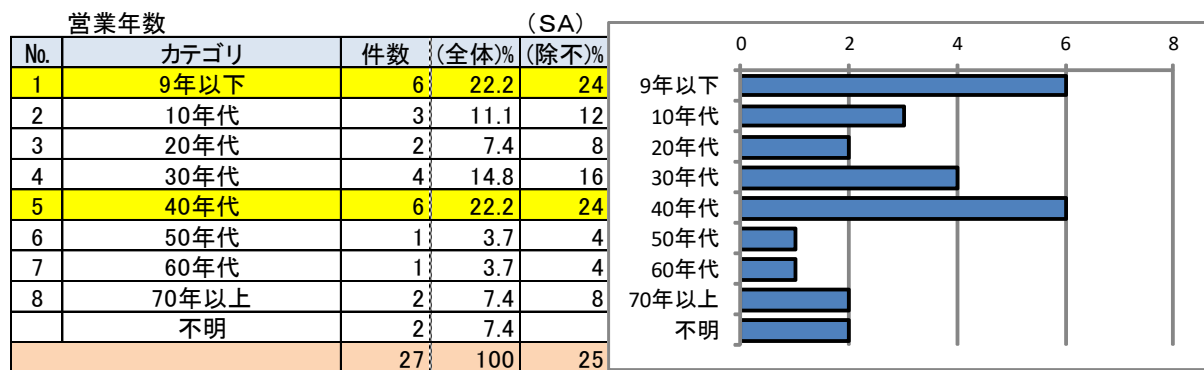 営業年数 (SA)
No. カテゴリ 件数 (全体)% (除不)%
1 9年以下 6 22.2 24
2 10年代 3 11.1 12
3 20年代 2 7.4 8
4 30年代 4 14.8 16
5 40年代 6 22.2 24
6 50年代 1 3.7 4
7 60年代 1 3.7 4
8 70年以上 2 7.4 8
不明 2 7.4
27 100 25
0 2 4 6 8
9年以下
10年代
20年代
30年代
40年代
50年代
60年代
70年以上
不明